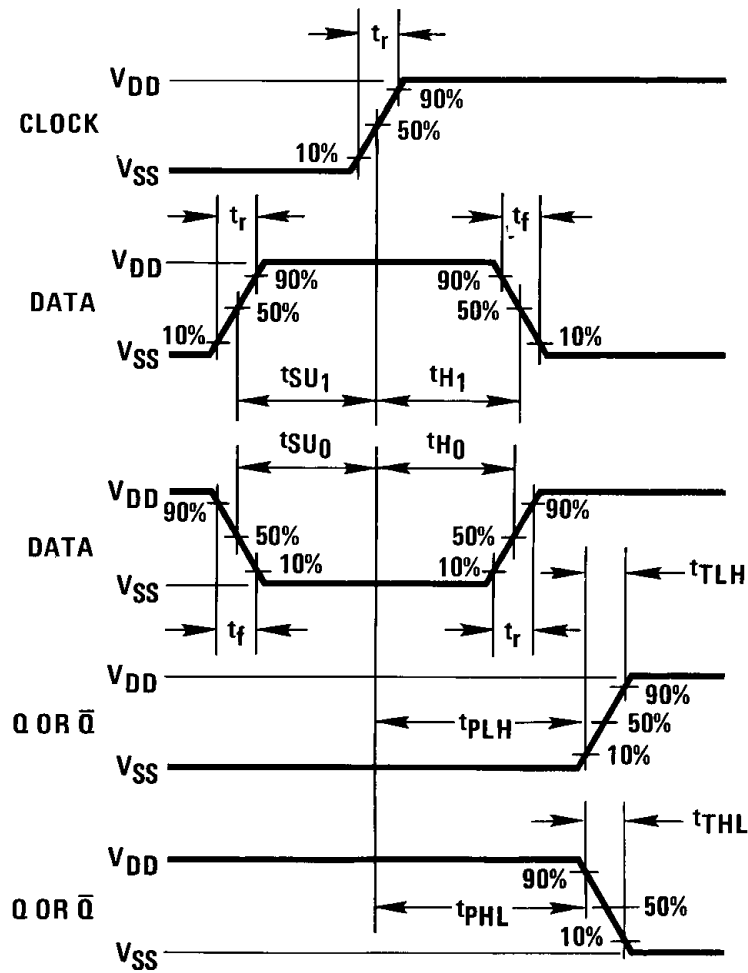 tr
VDD
90%
CLOCK
50%
10%
VSS
tr
tf
VDD
90%
90%
DATA
50%
50%
10%
10%
VSS
tSU1
tH1
tSU0
tH0
VDD
90%
90%
50%
50%
DATA
10%
10%
VSS
tTLH
tf
tr
VDD
90%
Q OR Q̅
tPLH
50%
10%
VSS
tTHL
VDD
90%
Q OR Q̅
tPHL
50%
10%
VSS